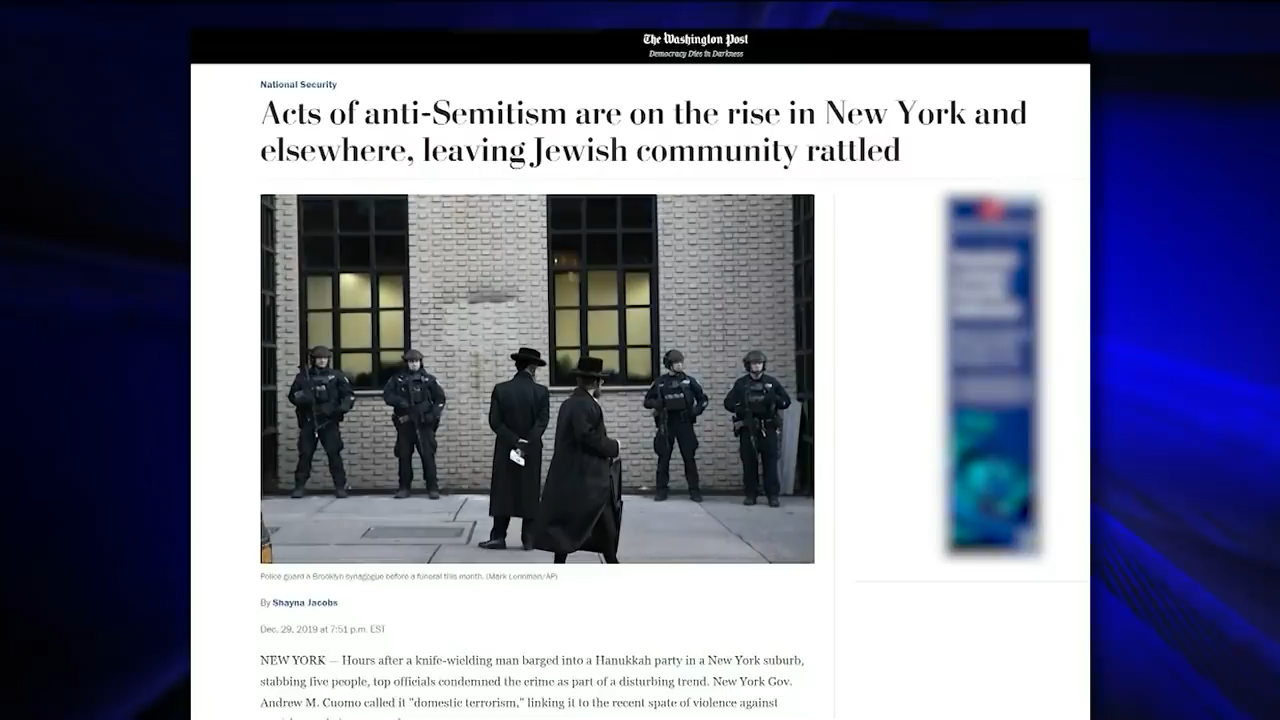 The Washington Post
Democracy Dies in Darkness
National Security
Acts of anti-Semitism are on the rise in New York and
elsewhere, leaving Jewish community rattled
Police guard a Brooklyn synagogue before a funeral this month. (Mark Lennihan/AP)
By Shayna Jacobs
Dec. 29, 2019 at 7:51 p.m. EST
NEW YORK — Hours after a knife-wielding man barged into a Hanukkah party in a New York suburb,
stabbing five people, top officials condemned the crime as part of a disturbing trend. New York Gov.
Andrew M. Cuomo called it "domestic terrorism," linking it to the recent spate of violence against